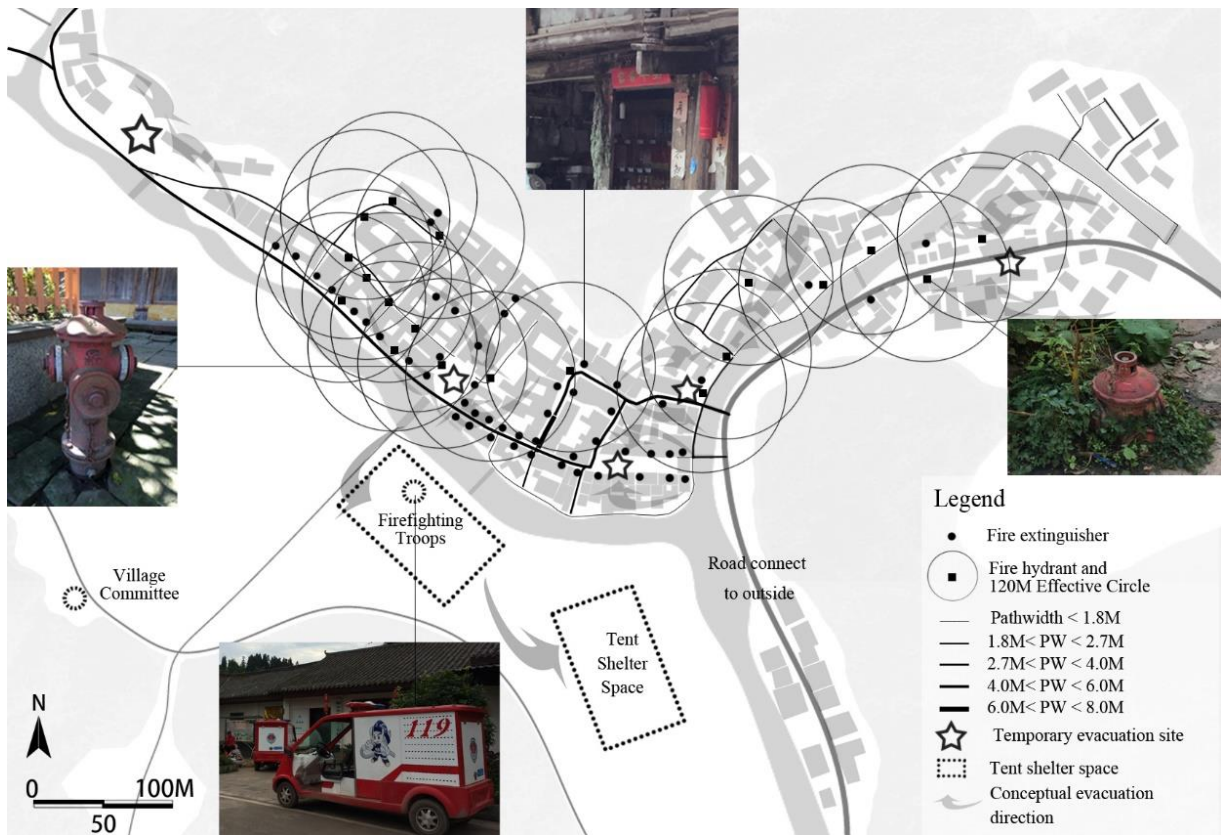 Firefighting
Troops
Village
Committee
Road connect
to outside
Tent
Shelter
Space
119
N
0
100M
50
Legend
Fire extinguisher
Fire hydrant and
120M Effective Circle
Pathwidth < 1.8M
1.8M< PW < 2.7M
2.7M< PW < 4.0M
4.0M< PW < 6.0M
6.0M< PW < 8.0M
Temporary evacuation site
Tent shelter space
Conceptual evacuation
direction